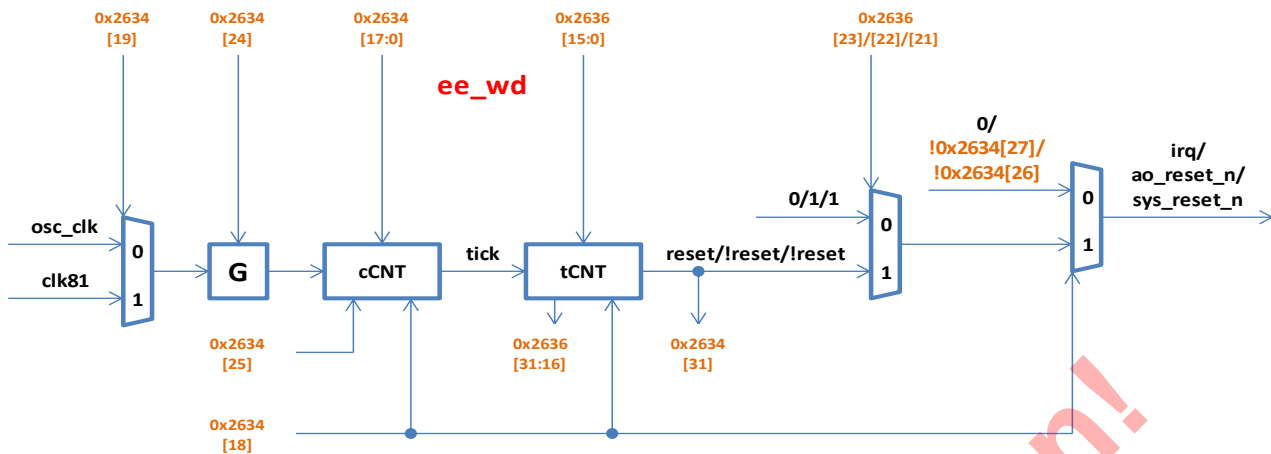 0x2634
[19]
0x2634
[24]
0x2634
[17:0]
0x2636
[15:0]
0x2636
[23]/[22]/[21]
ee_wd
0/
!0x2634[27]/
!0x2634[26]
irq/
ao_reset_n/
sys_reset_n
osc_clk
clk81
0
1
G
cCNT
tick
tCNT
reset/!reset/!reset
0/1/1
0
1
0
1
0x2634
[25]
0x2636
[31:16]
0x2634
[31]
0x2634
[18]
n!